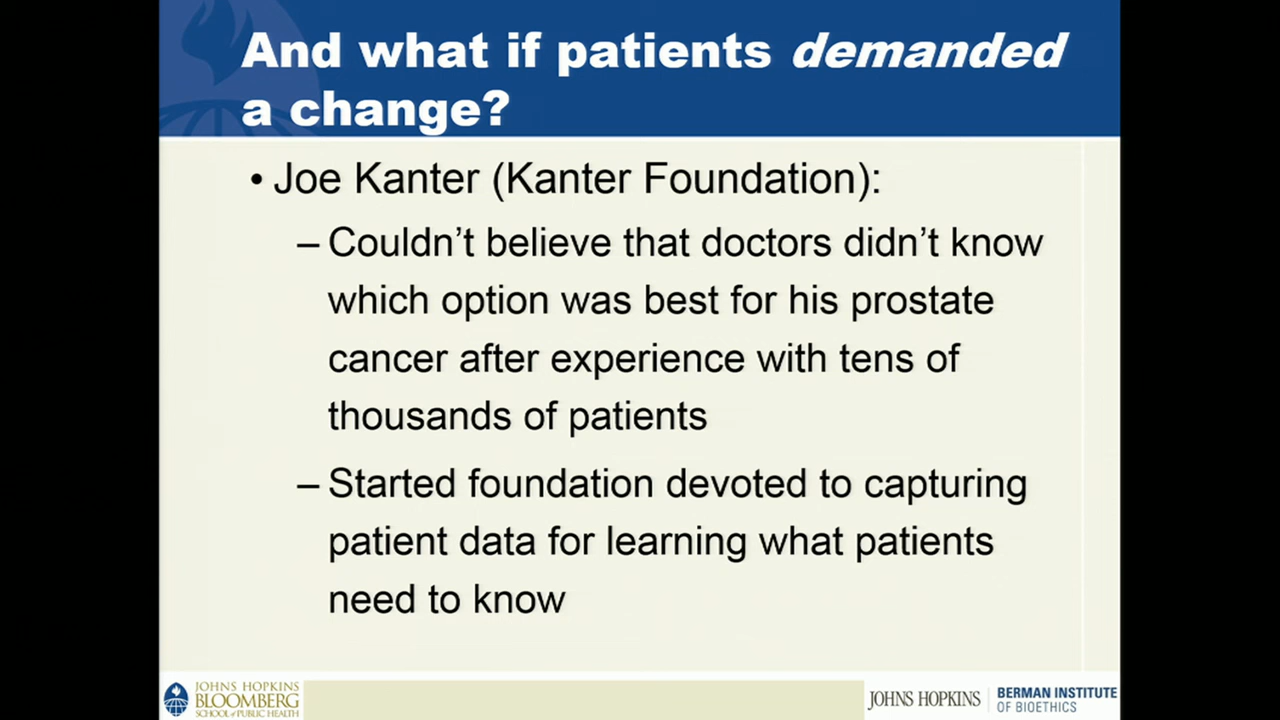 And what if patients demanded
a change?
• Joe Kanter (Kanter Foundation):
– Couldn’t believe that doctors didn’t know
which option was best for his prostate
cancer after experience with tens of
thousands of patients
– Started foundation devoted to capturing
patient data for learning what patients
need to know
JOHNS HOPKINS
BLOOMBERG
SCHOOL of PUBLIC HEALTH
JOHNS HOPKINS
BERMAN INSTITUTE
OF BIOETHICS